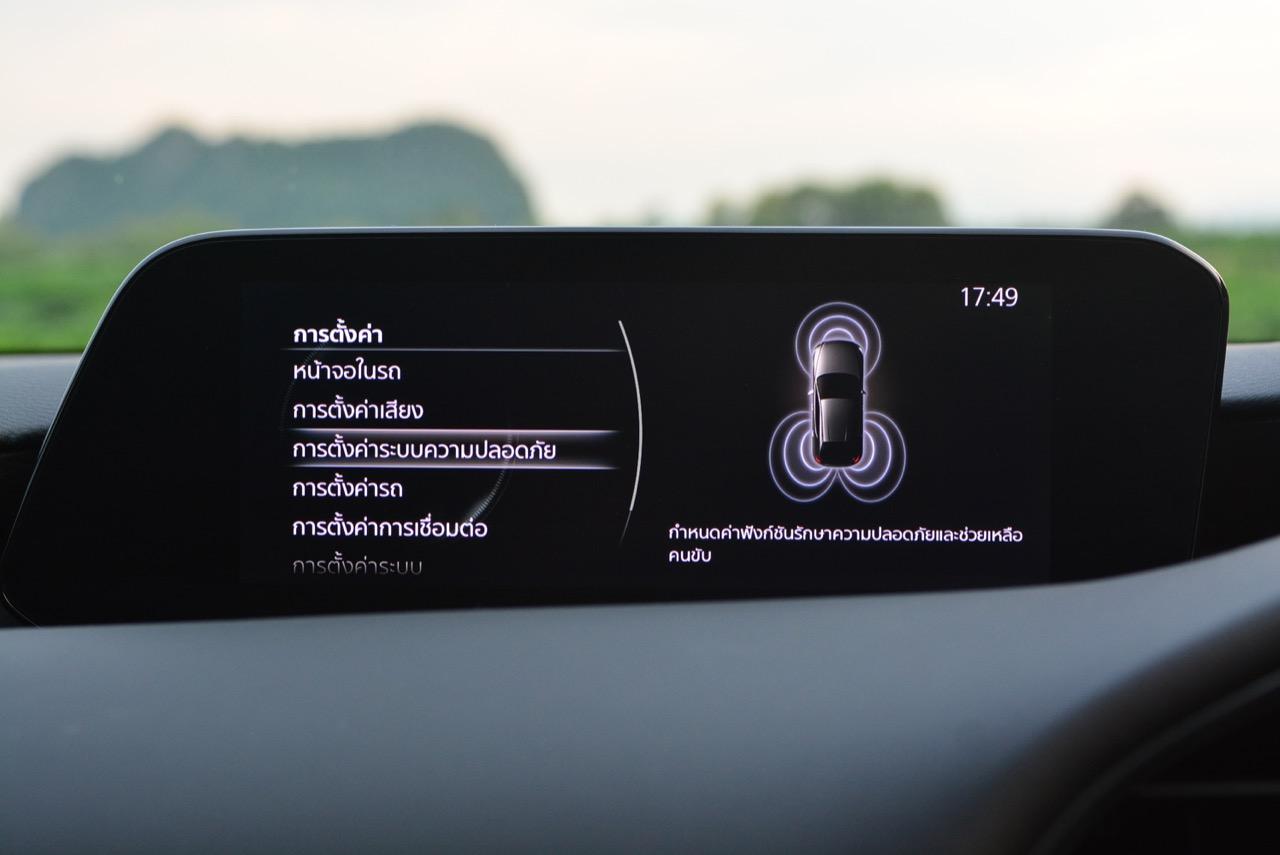 17:49
การตั้งค่า
หน้าจอในรถ
การตั้งค่าเสียง
การตั้งค่าระบบความปลอดภัย
การตั้งค่ารถ
การตั้งค่าการเชื่อมต่อ
การตั้งค่าระบบ
กำหนดค่าฟังก์ชันรักษาความปลอดภัยและช่วยเหลือ
คนขับ